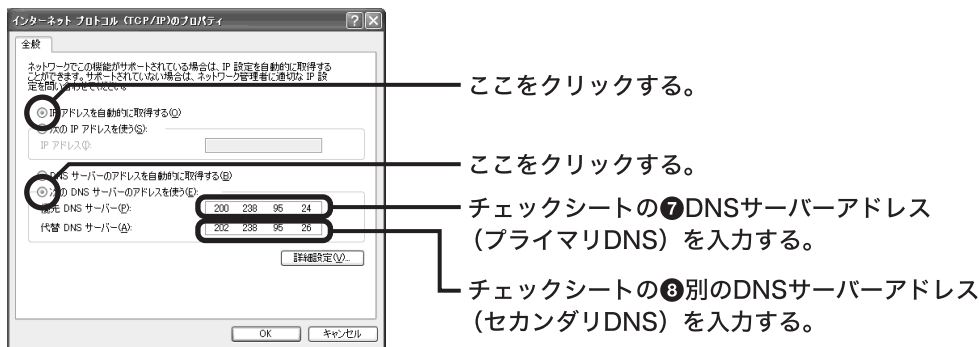 インターネット プロトコル (TCP/IP)のプロパティ
全般
ネットワークでこの機能がサポートされている場合は、IP 設定を自動的に取得する
ことができます。サポートされていない場合は、ネットワーク管理者に適切な IP 設
定を問い合わせてください。
IP アドレスを自動的に取得する(O)
次の IP アドレスを使う(S):
IP アドレス(I):
DNS サーバーのアドレスを自動的に取得する(B)
次の DNS サーバーのアドレスを使う(E):
優先 DNS サーバー(P): 200 238 95 24
代替 DNS サーバー(A): 202 238 95 26
詳細設定(V)...
OK キャンセル
ここをクリックする。
ここをクリックする。
チェックシートの❼DNSサーバーアドレス
（プライマリDNS）を入力する。
チェックシートの❽別のDNSサーバーアドレス
（セカンダリDNS）を入力する。